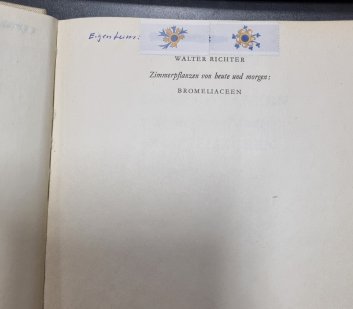 Eigentum:
WALTER RICHTER
Zimmerpflanzen von heute und morgen:
BROMELIACEEN